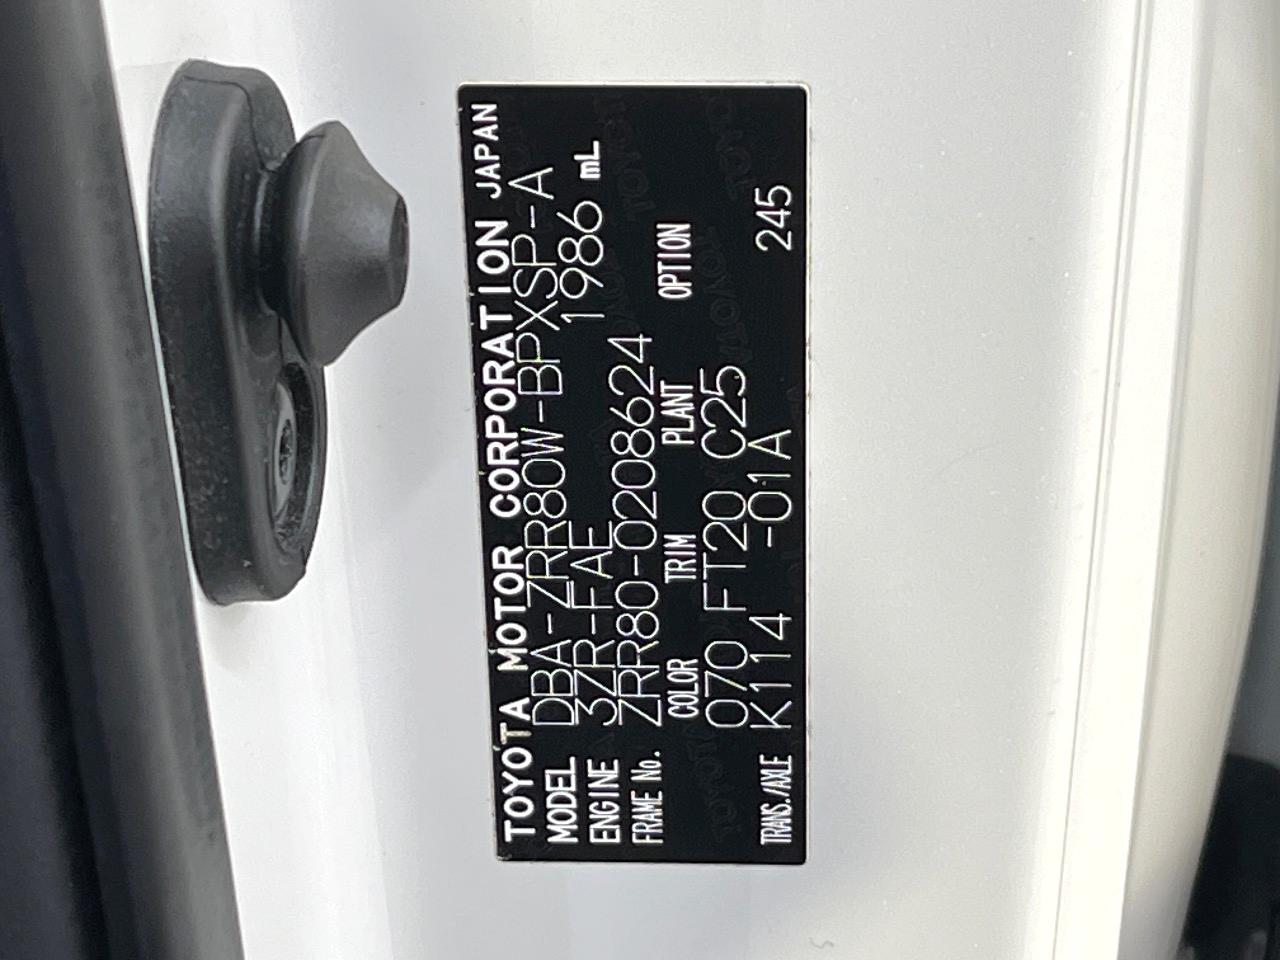 TOYOTA MOTOR CORPORATION JAPAN
MODEL DBA-ZRR80W-BPXSP-A
ENGINE 3ZR-FAE 1986 mL
FRAME No. ZRR80-0208624
COLOR TRIM PLANT OPTION
070 FT20 C25
TRANS./AXLE K114 -01A 245